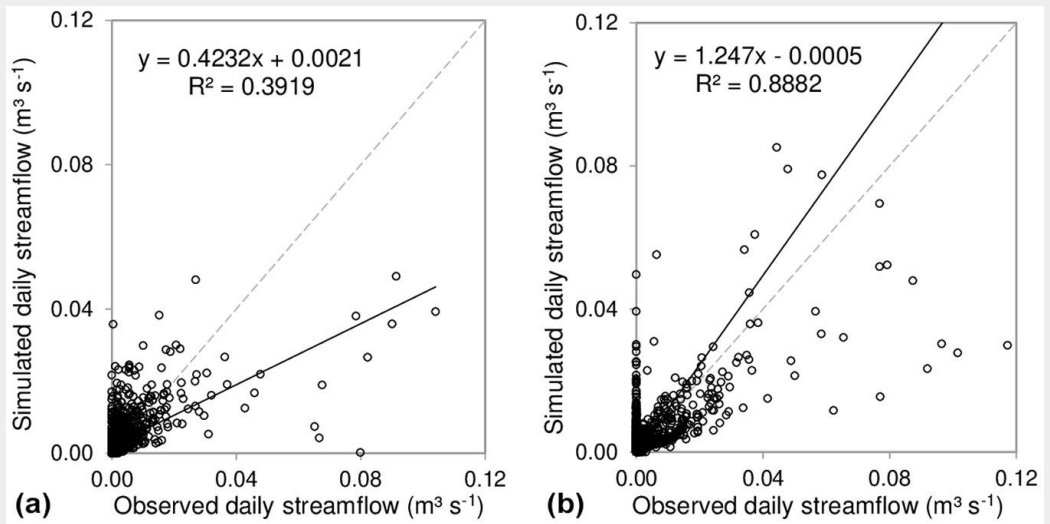 0.12
0.08
0.04
0.00
Simulated daily streamflow (m³ s⁻¹)
y = 0.4232x + 0.0021
R² = 0.3919
0.00 0.04 0.08 0.12
(a) Observed daily streamflow (m³ s⁻¹)
0.12
0.08
0.04
0.00
Simulated daily streamflow (m³ s⁻¹)
y = 1.247x - 0.0005
R² = 0.8882
0.00 0.04 0.08 0.12
(b) Observed daily streamflow (m³ s⁻¹)